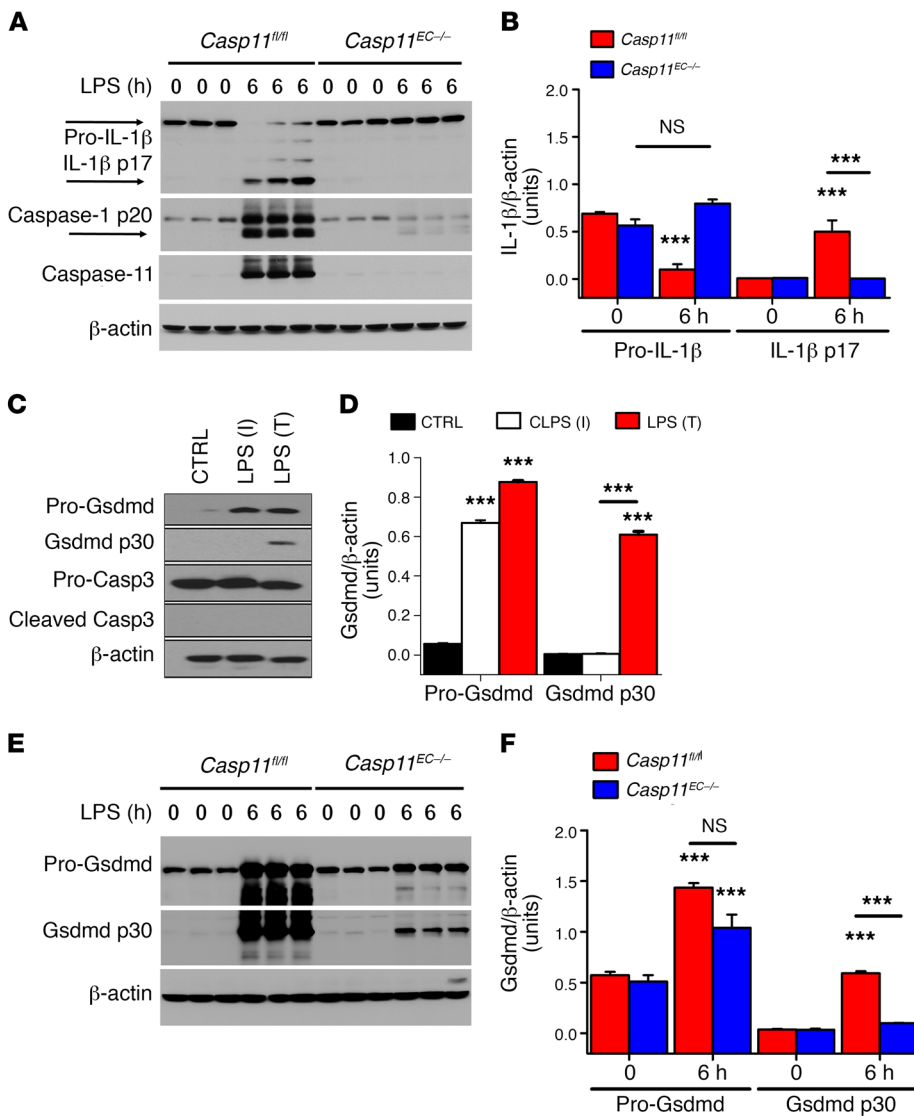 A
Casp11fl/fl Casp11EC–/–
LPS (h) 0 0 0 6 6 6 0 0 0 6 6 6
Pro-IL-1β
IL-1β p17
Caspase-1 p20
Caspase-11
β-actin
B
Casp11fl/fl
Casp11EC–/–
IL-1β/β-actin
(units)
2.0
1.5
1.0
0.5
0.0
NS
***
***
***
0 6 h 0 6 h
Pro-IL-1β IL-1β p17
C
CTRL LPS (I) LPS (T)
Pro-Gsdmd
Gsdmd p30
Pro-Casp3
Cleaved Casp3
β-actin
D
CTRL CLPS (I) LPS (T)
Gsdmd/β-actin
(units)
1.0
0.8
0.6
0.4
0.2
0.0
***
***
***
***
Pro-Gsdmd Gsdmd p30
E
Casp11fl/fl Casp11EC–/–
LPS (h) 0 0 0 6 6 6 0 0 0 6 6 6
Pro-Gsdmd
Gsdmd p30
β-actin
F
Casp11fl/fl
Casp11EC–/–
Gsdmd/β-actin
(units)
2.0
1.5
1.0
0.5
0.0
NS
***
***
***
***
0 6 h 0 6 h
Pro-Gsdmd Gsdmd p30